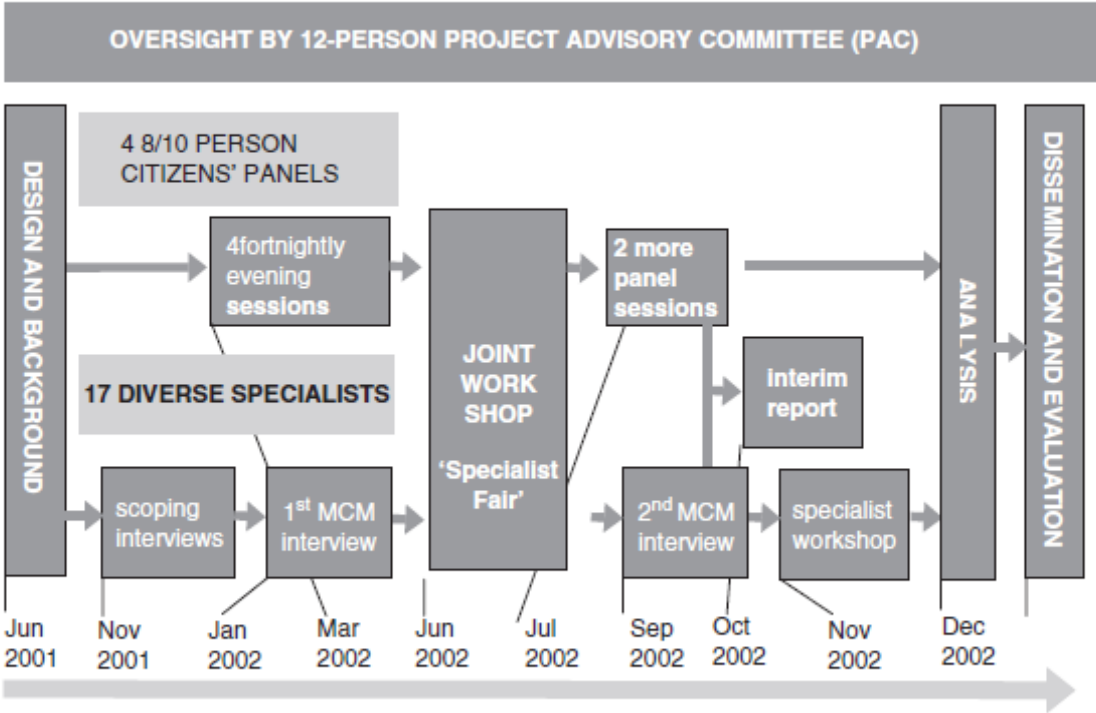 OVERSIGHT BY 12-PERSON PROJECT ADVISORY COMMITTEE (PAC)
DESIGN AND BACKGROUND
4 8/10 PERSON
CITIZENS’ PANELS
4fortnightly
evening
sessions
17 DIVERSE SPECIALISTS
scoping
interviews
1st MCM
interview
JOINT
WORK
SHOP
‘Specialist
Fair’
2 more
panel
sessions
interim
report
2nd MCM
interview
specialist
workshop
ANALYSIS
DISSEMINATION AND EVALUATION
Jun
2001
Nov
2001
Jan
2002
Mar
2002
Jun
2002
Jul
2002
Sep
2002
Oct
2002
Nov
2002
Dec
2002